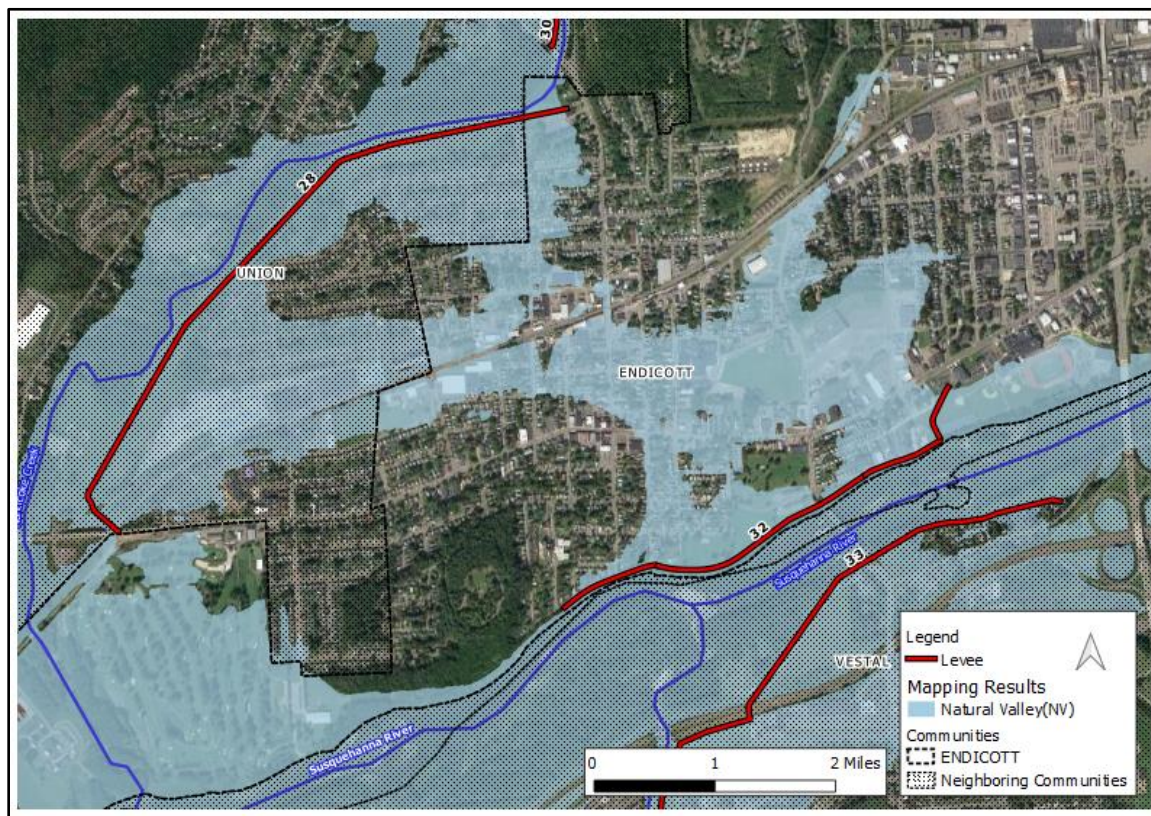 30
28
UNION
ENDICOTT
32
Susquehanna River
33
VESTAL
Susquehanna River
Legend
Levee
Mapping Results
Natural Valley(NV)
Communities
ENDICOTT
Neighboring Communities
0 1 2 Miles
Creek